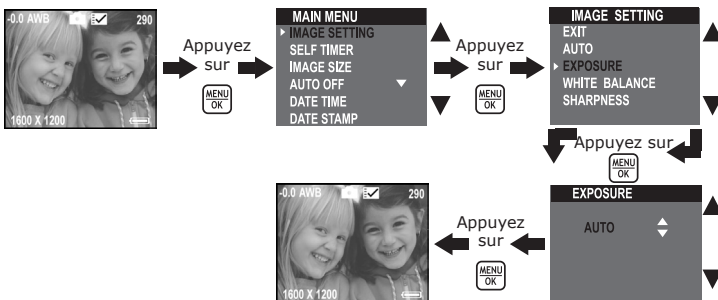 -0.0 AWB 290
1600 X 1200
Appuyez
sur
MENU
OK
MAIN MENU
IMAGE SETTING
SELF TIMER
IMAGE SIZE
AUTO OFF
DATE TIME
DATE STAMP
Appuyez
sur
MENU
OK
IMAGE SETTING
EXIT
AUTO
EXPOSURE
WHITE BALANCE
SHARPNESS
Appuyez sur
MENU
OK
EXPOSURE
AUTO
Appuyez
sur
MENU
OK
-0.0 AWB 290
1600 X 1200